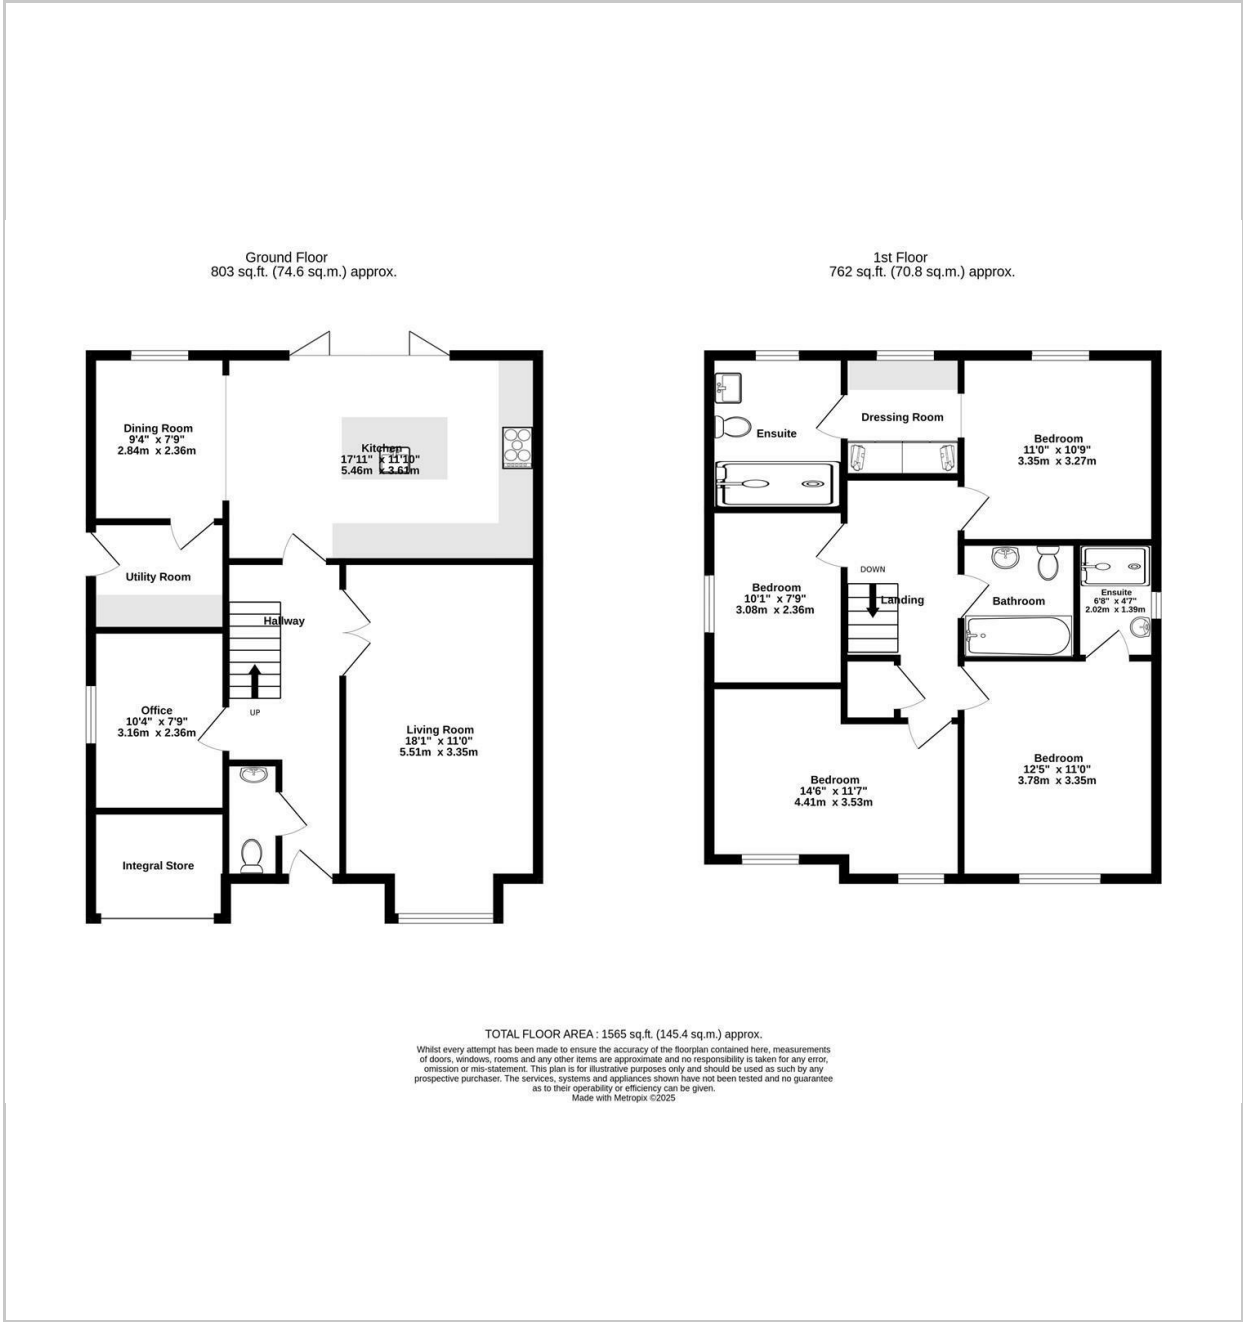 Ground Floor
803 sq.ft. (74.6 sq.m.) approx.
1st Floor
762 sq.ft. (70.8 sq.m.) approx.
Dining Room
9'4" x 7'9"
2.84m x 2.36m
Kitchen
17'11" x 11'10"
5.46m x 3.61m
Utility Room
Hallway
UP
Office
10'4" x 7'9"
3.16m x 2.36m
Living Room
18'1" x 11'0"
5.51m x 3.35m
Integral Store
Ensuite
Dressing Room
Bedroom
11'0" x 10'9"
3.35m x 3.27m
Bedroom
10'1" x 7'9"
3.08m x 2.36m
DOWN
Landing
Bathroom
Ensuite
6'8" x 4'7"
2.02m x 1.39m
Bedroom
14'6" x 11'7"
4.41m x 3.53m
Bedroom
12'5" x 11'0"
3.78m x 3.35m
TOTAL FLOOR AREA : 1565 sq.ft. (145.4 sq.m.) approx.
Whilst every attempt has been made to ensure the accuracy of the floorplan contained here, measurements
of doors, windows, rooms and any other items are approximate and no responsibility is taken for any error,
omission or mis-statement. This plan is for illustrative purposes only and should be used as such by any
prospective purchaser. The services, systems and appliances shown have not been tested and no guarantee
as to their operability or efficiency can be given.
Made with Metropix ©2025